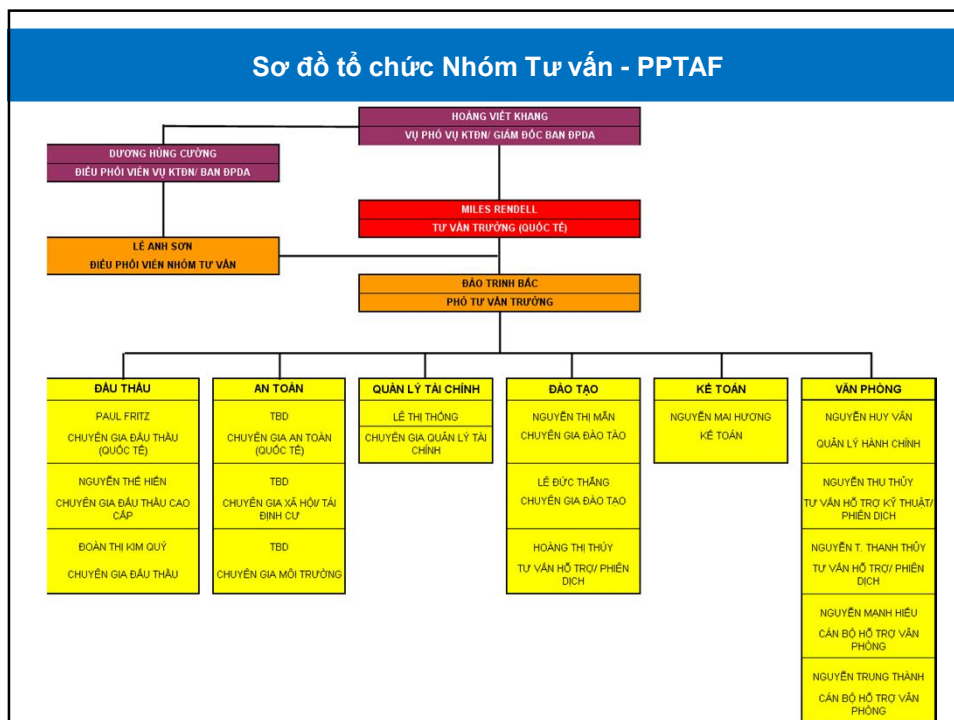 Sơ đồ tổ chức Nhóm Tư vấn - PPTAF
HOÀNG VIẾT KHANG
VỤ PHÓ VỤ KTĐN/ GIÁM ĐỐC BAN ĐPDA
DƯƠNG HÙNG CƯỜNG
ĐIỀU PHỐI VIÊN VỤ KTĐN/ BAN ĐPDA
MILES RENDELL
TƯ VẤN TRƯỞNG (QUỐC TẾ)
LÊ ANH SƠN
ĐIỀU PHỐI VIÊN NHÓM TƯ VẤN
ĐÀO TRINH BẮC
PHÓ TƯ VẤN TRƯỞNG
ĐẤU THẦU
PAUL FRITZ
CHUYÊN GIA ĐẤU THẦU
(QUỐC TẾ)
NGUYỄN THẾ HIỂN
CHUYÊN GIA ĐẤU THẦU CAO
CẤP
ĐOÀN THỊ KIM QUÝ
CHUYÊN GIA ĐẤU THẦU
AN TOÀN
TBD
CHUYÊN GIA AN TOÀN
(QUỐC TẾ)
TBD
CHUYÊN GIA XÃ HỘI/ TÁI
ĐỊNH CƯ
TBD
CHUYÊN GIA MÔI TRƯỜNG
QUẢN LÝ TÀI CHÍNH
LÊ THỊ THỐNG
CHUYÊN GIA QUẢN LÝ TÀI
CHÍNH
ĐÀO TẠO
NGUYỄN THỊ MẪN
CHUYÊN GIA ĐÀO TÀO
LÊ ĐỨC THẮNG
CHUYÊN GIA ĐÀO TẠO
HOÀNG THỊ THÚY
TƯ VẤN HỖ TRỢ/ PHIÊN
DỊCH
KẾ TOÁN
NGUYỄN MAI HƯƠNG
KẾ TOÁN
VĂN PHÒNG
NGUYỄN HUY VẤN
QUẢN LÝ HÀNH CHÍNH
NGUYỄN THU THỦY
TƯ VẤN HỖ TRỢ KỸ THUẬT/
PHIÊN DỊCH
NGUYỄN T. THANH THỦY
TƯ VẤN HỖ TRỢ/ PHIÊN
DỊCH
NGUYỄN MẠNH HIẾU
CÁN BỘ HỖ TRỢ VĂN
PHÒNG
NGUYỄN TRUNG THÀNH
CÁN BỘ HỖ TRỢ VĂN
PHÒNG